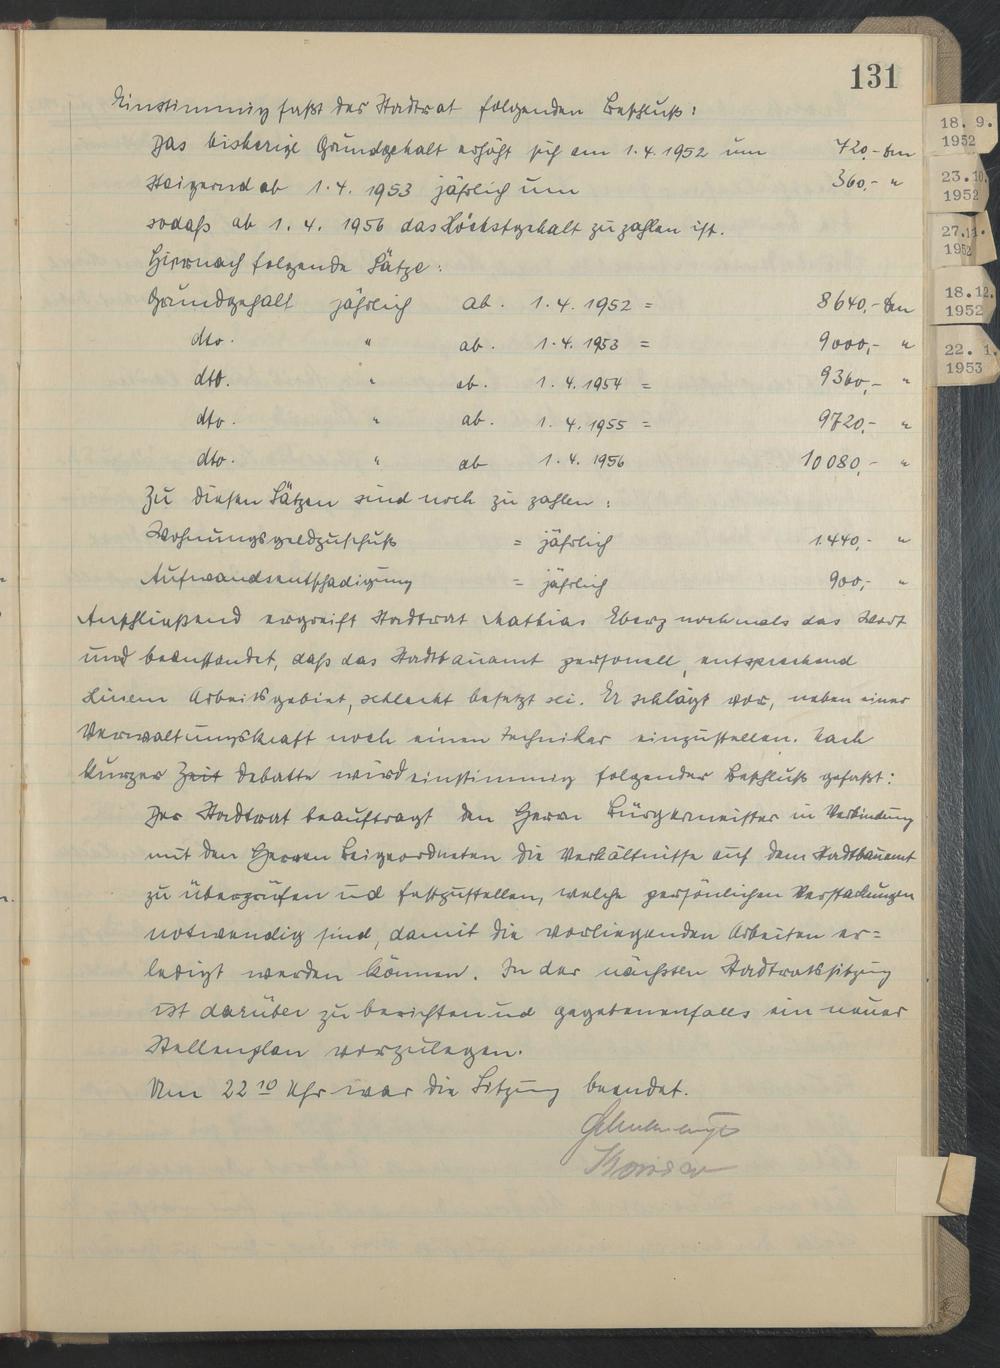 131
Einstimmig faßt der Stadtrat folgenden Beschluß:
Das bisherige Grundgehalt erhöht sich am 1.4.1952 um 720,- Dm
steigernd ab 1.4.1953 jährlich um 360,- "
sodaß ab 1.4.1956 das Höchstgehalt zu zahlen ist.
Hiernach folgende Sätze:
Grundgehalt jährlich ab. 1.4.1952 = 8640,- Dm
dto. " ab. 1.4.1953 = 9000,- "
dto. " ab. 1.4.1954 = 9360,- "
dto. " ab. 1.4.1955 = 9720,- "
dto. " ab 1.4.1956 10080,- "
Zu diesen Sätzen sind noch zu zahlen:
Wohnungsgeldzuschuß = jährlich 1.440,- "
Aufwandsentschädigung = jährlich 900,- "
Anschließend ergreift Stadtrat Mathias Eberz nochmals das Wort
und beanstandet, daß das Stadtbauamt personell, entsprechend
seinem Arbeitsgebiet, schlecht besetzt sei. Er schlägt vor, neben einer
Verwaltungskraft noch einen Techniker einzustellen. Nach
kurzer Zeit Debatte wird einstimmig folgender Beschluß gefaßt:
Der Stadtrat beauftragt den Herrn Bürgermeister in Verbindung
mit den Herren Beigeordneten die Verhältnisse auf dem Stadtbauamt
zu überprüfen und festzustellen, welche persönlichen Verstärkungen
notwendig sind, damit die vorliegenden Arbeiten er=
ledigt werden können. In der nächsten Stadtratssitzung
ist darüber zu berichten und gegebenenfalls ein neuer
Stellenplan vorzulegen.
Um 22 10 Uhr war die Sitzung beendet.
18. 9.
1952
23.10.
1952
27.11.
1952
18.12.
1952
22. 1.
1953